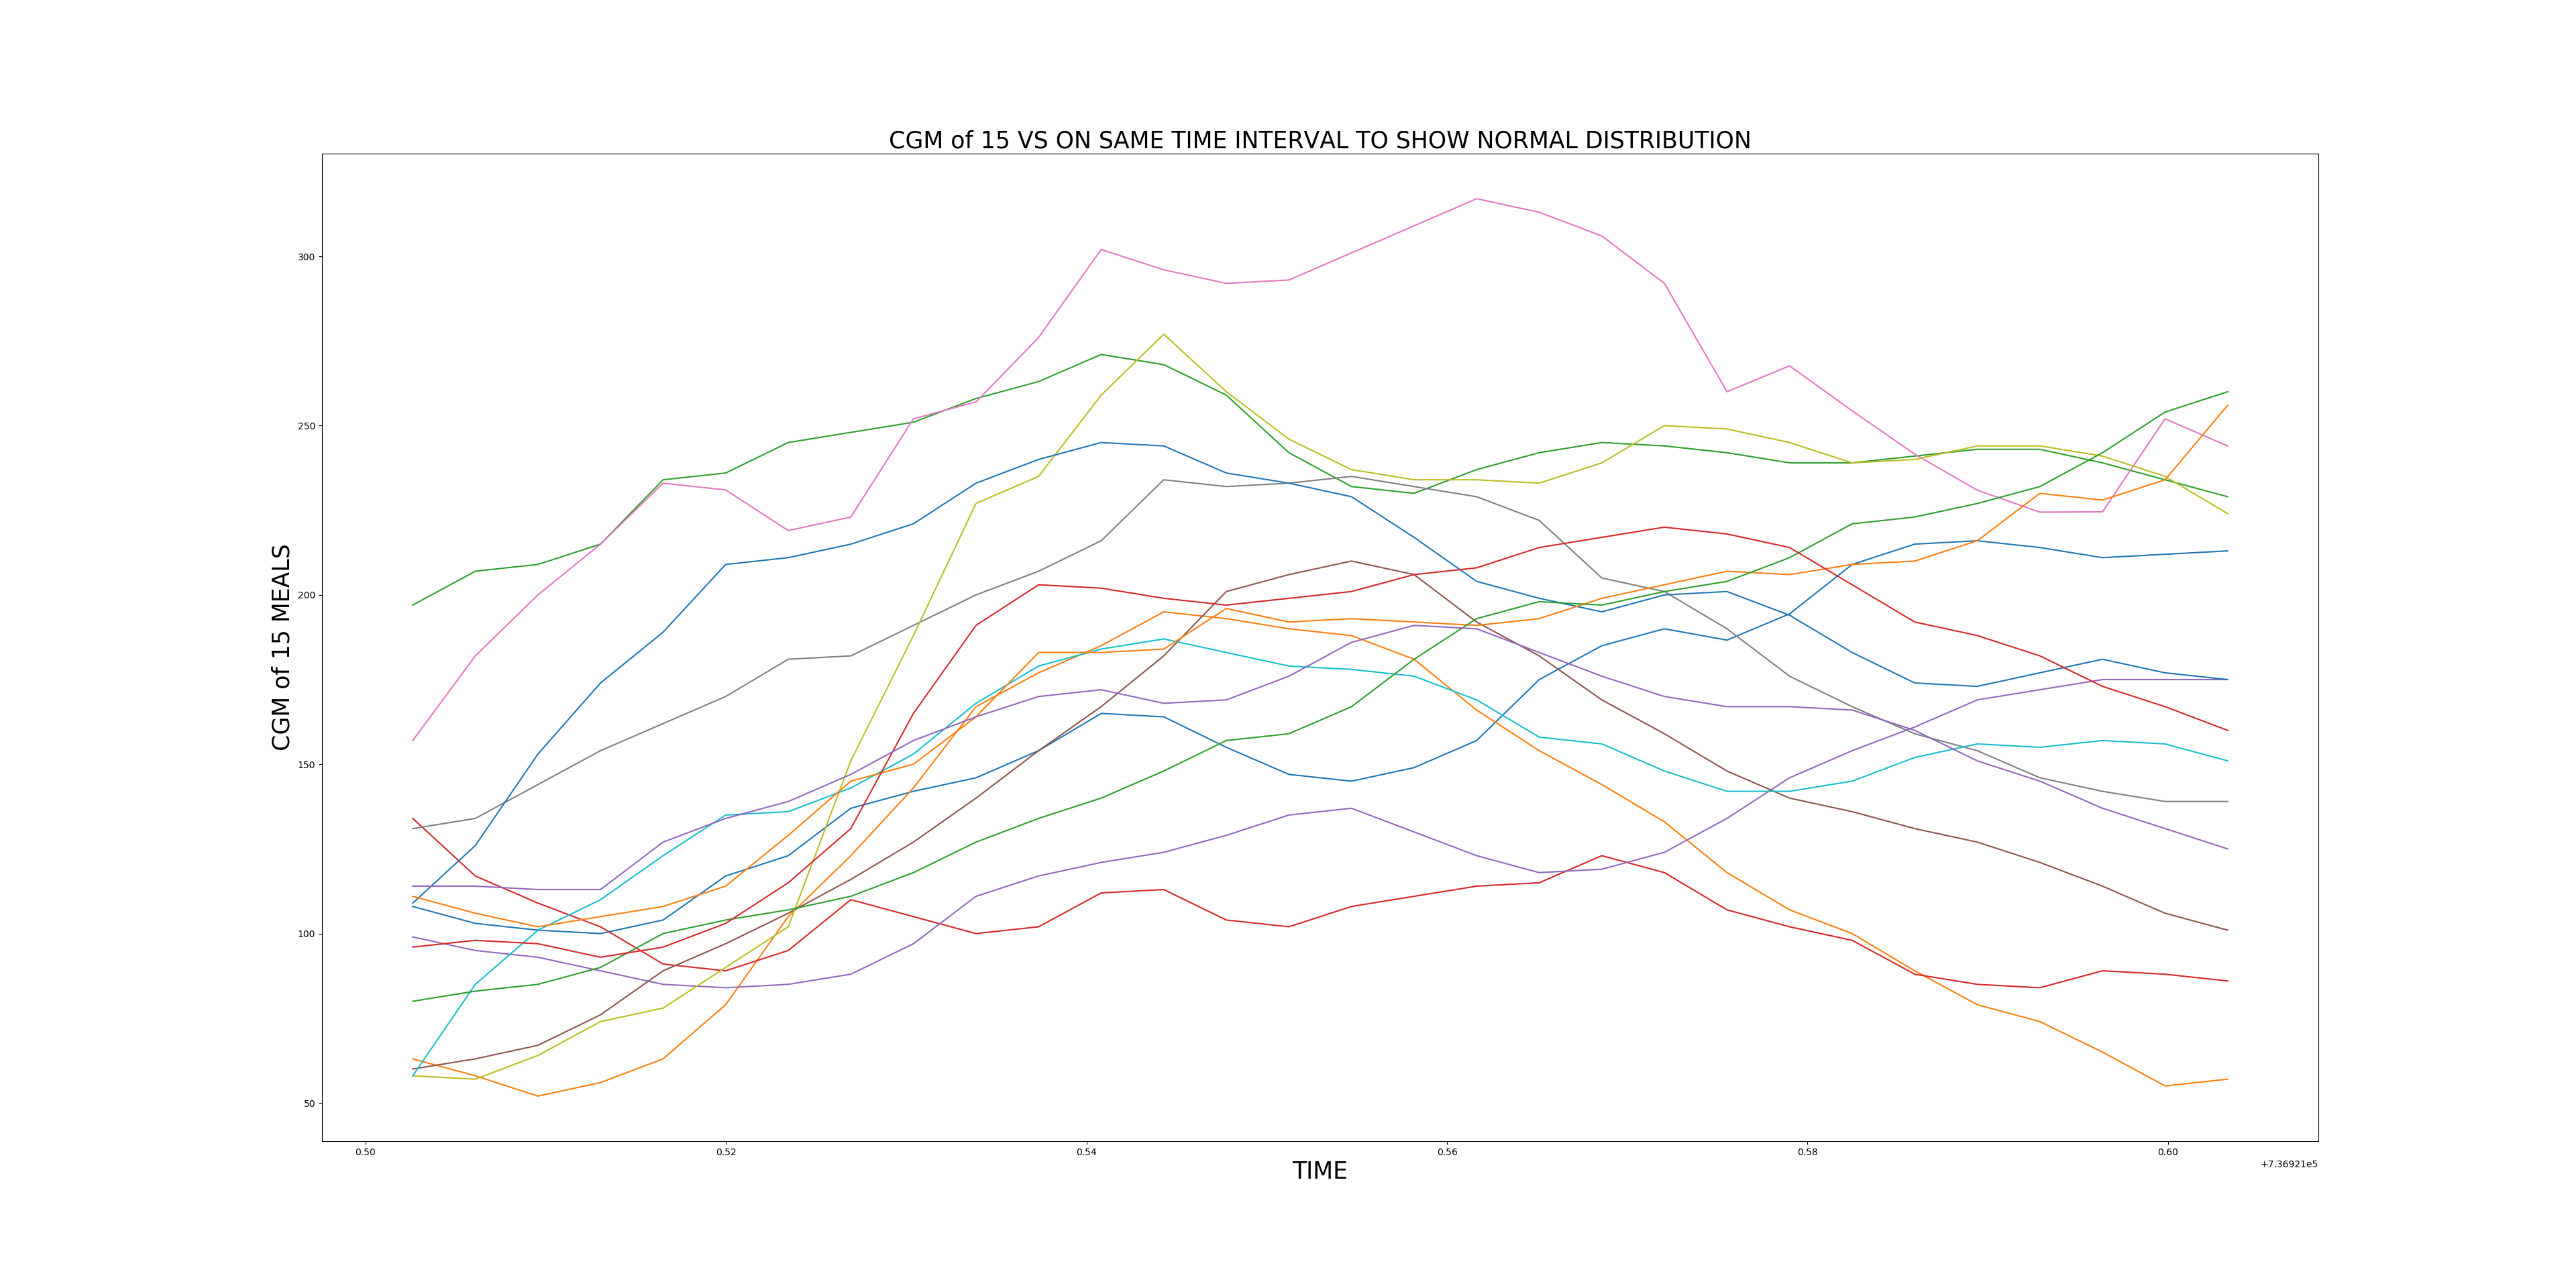 CGM of 15 VS ON SAME TIME INTERVAL TO SHOW NORMAL DISTRIBUTION
CGM of 15 MEALS
300
250
200
150
100
50
0.50 0.52 0.54 0.56 0.58 0.60
+7.36921e5
TIME